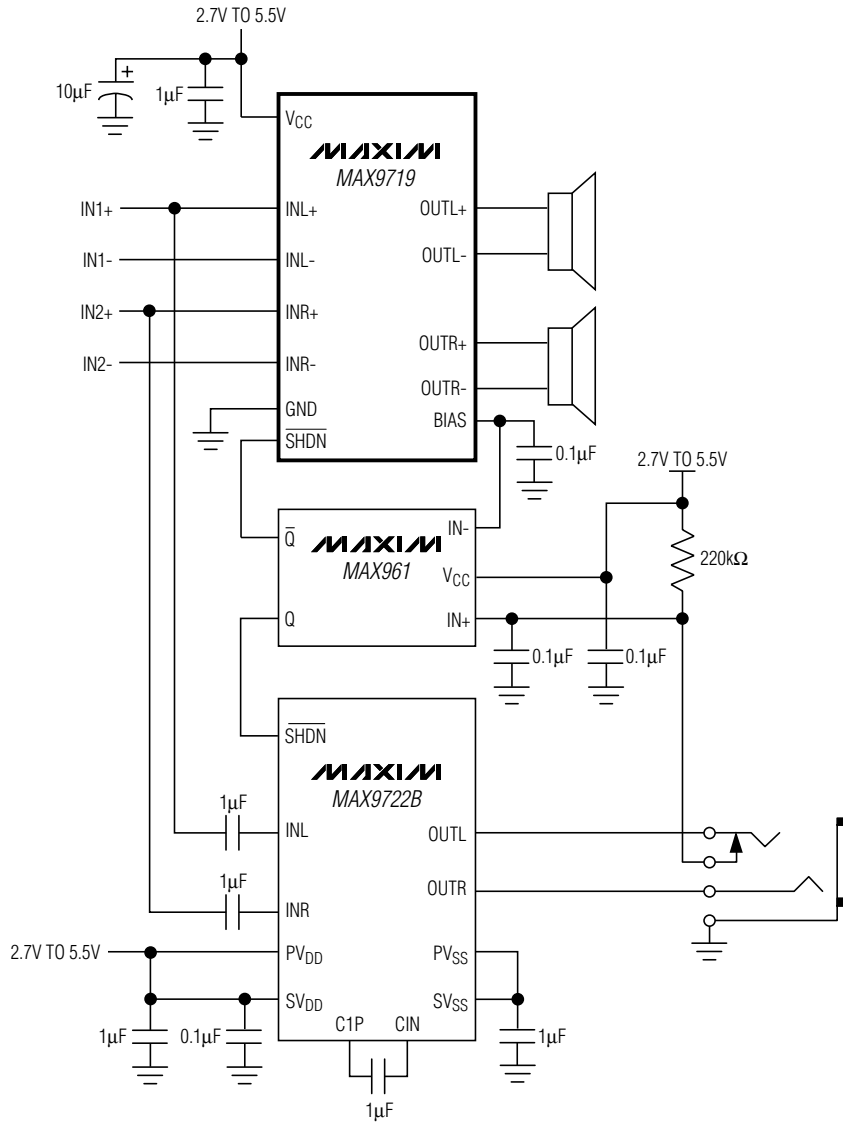 2.7V TO 5.5V
10µF
+
1µF
VCC
MAXIM
MAX9719
IN1+
INL+
OUTL+
IN1-
INL-
OUTL-
IN2+
INR+
OUTR+
IN2-
INR-
OUTR-
GND
BIAS
SHDN
0.1µF
2.7V TO 5.5V
Q
MAXIM
MAX961
IN-
VCC
220kΩ
Q
IN+
0.1µF
0.1µF
SHDN
MAXIM
MAX9722B
1µF
INL
OUTL
1µF
INR
OUTR
2.7V TO 5.5V
PVDD
PVSS
SVDD
SVSS
1µF
0.1µF
C1P
CIN
1µF
1µF